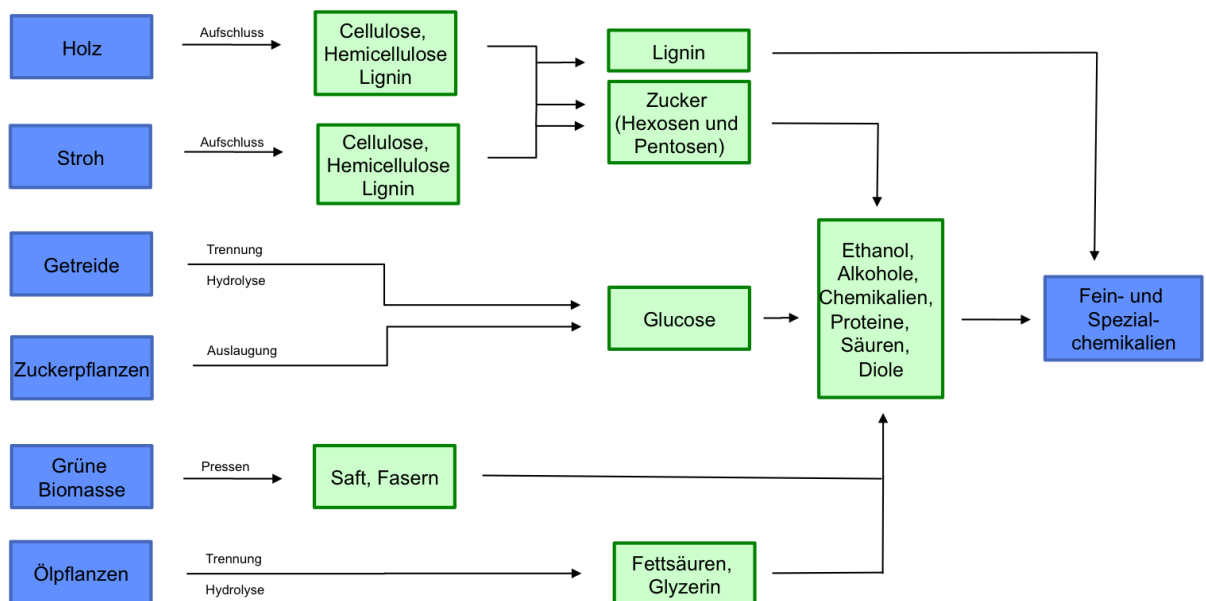 Holz
Aufschluss
Cellulose,
Hemicellulose
Lignin
Lignin
Zucker
(Hexosen und
Pentosen)
Stroh
Aufschluss
Cellulose,
Hemicellulose
Lignin
Getreide
Trennung
Hydrolyse
Zuckerpflanzen
Auslaugung
Glucose
Ethanol,
Alkohole,
Chemikalien,
Proteine,
Säuren,
Diole
Fein- und
Spezial-
chemikalien
Grüne
Biomasse
Pressen
Saft, Fasern
Ölpflanzen
Trennung
Hydrolyse
Fettsäuren,
Glyzerin